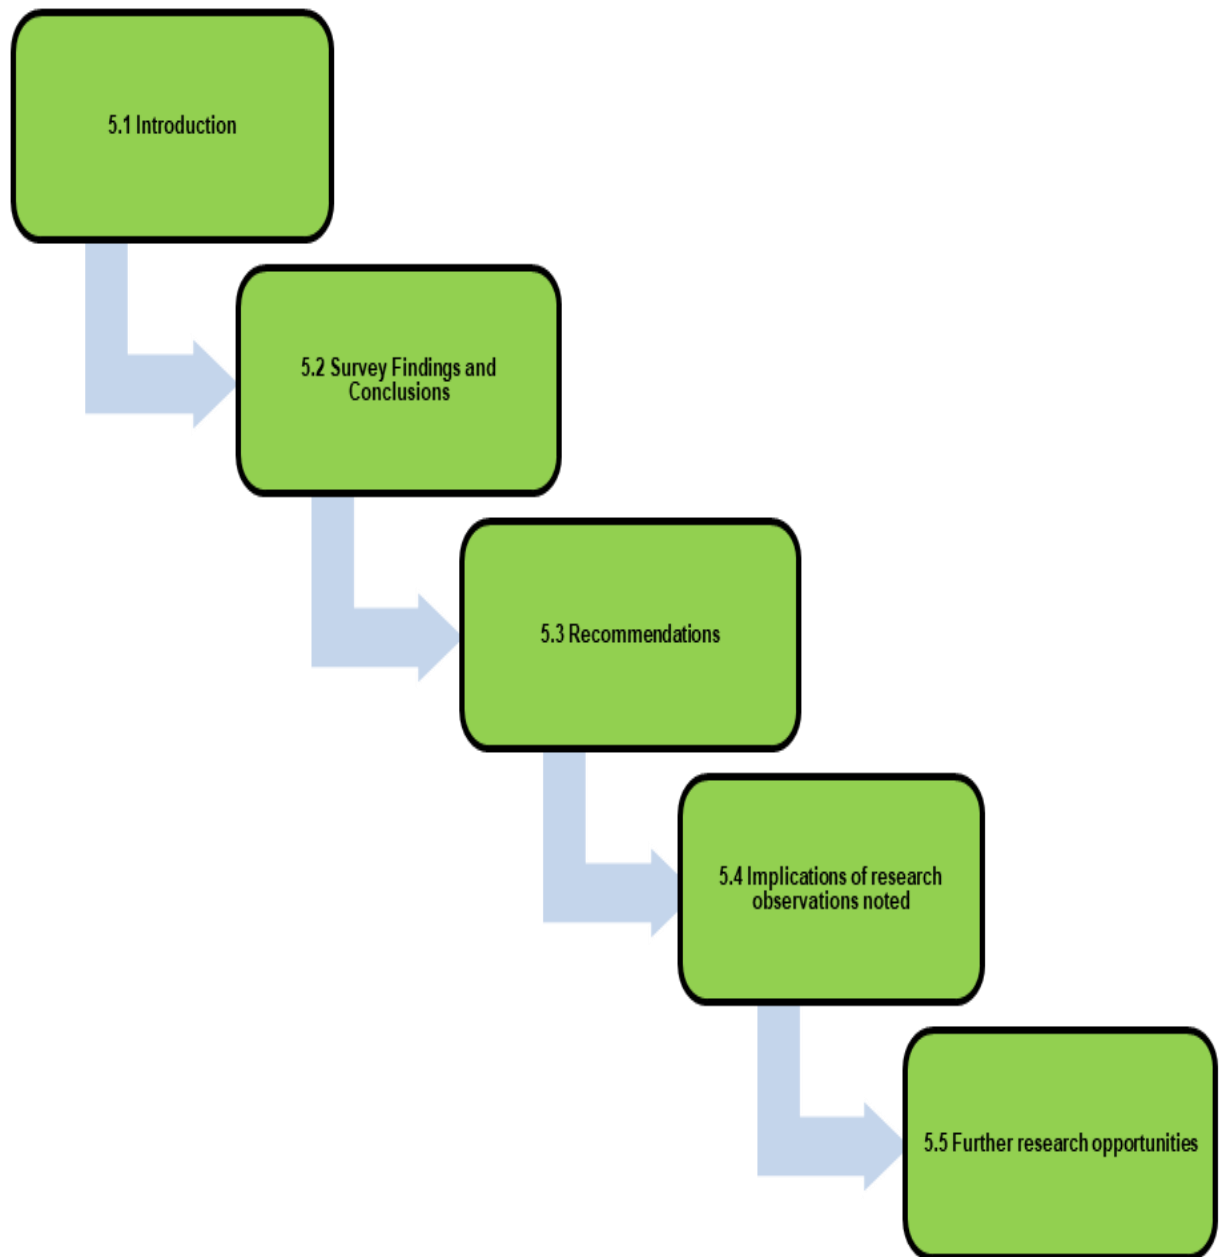 5.1 Introduction
5.2 Survey Findings and
Conclusions
5.3 Recommendations
5.4 Implications of research
observations noted
5.5 Further research opportunities